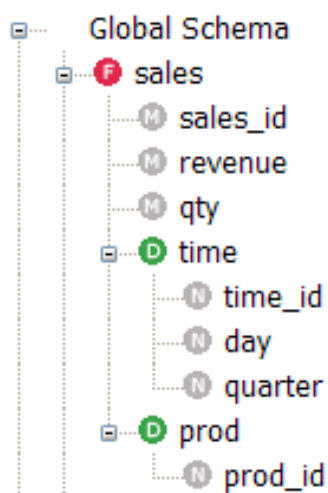 Global Schema
F sales
M sales_id
M revenue
M qty
D time
N time_id
N day
N quarter
D prod
N prod_id